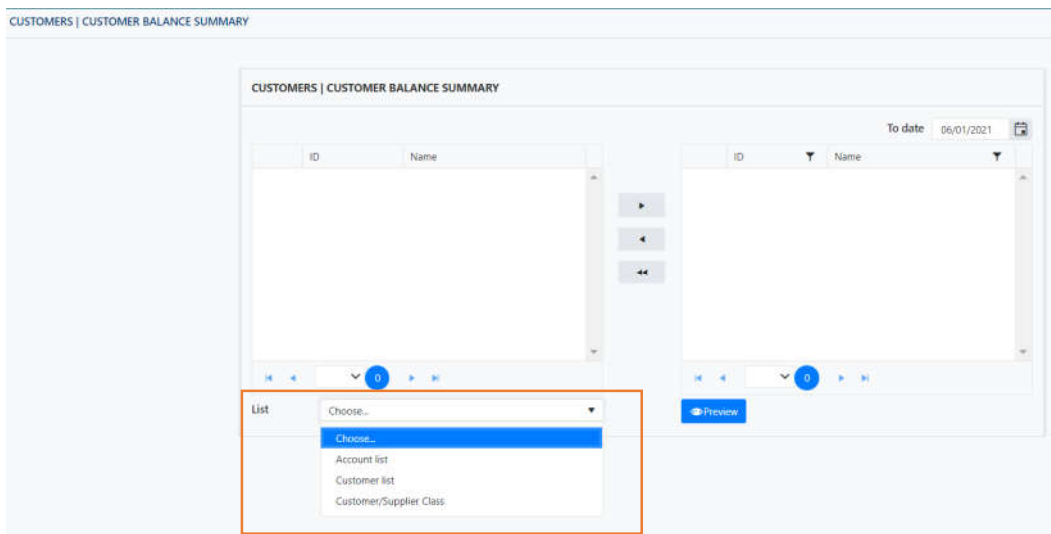 CUSTOMERS | CUSTOMER BALANCE SUMMARY
CUSTOMERS | CUSTOMER BALANCE SUMMARY
To date 06/01/2021
ID Name ID Name
0 0
List Choose... Preview
Choose...
Account list
Customer list
Customer/Supplier Class